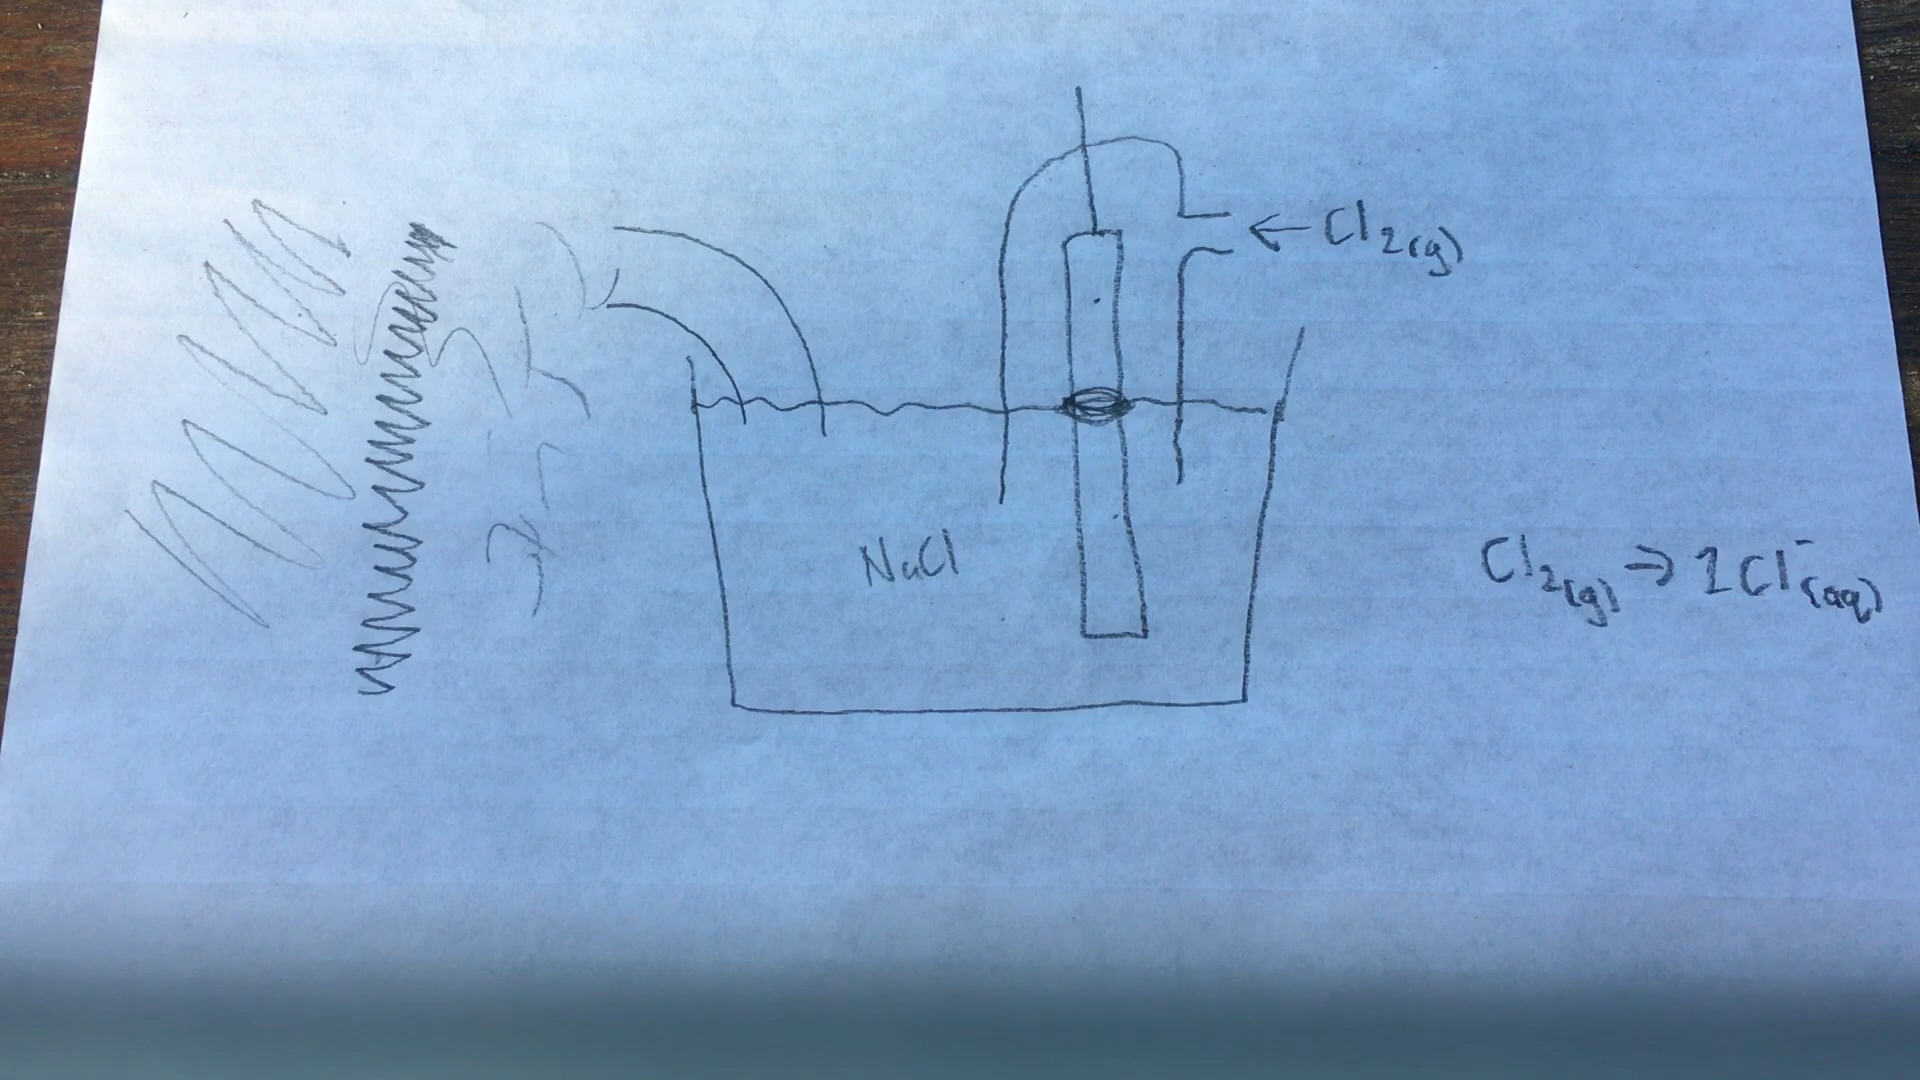 ← Cl₂(g)
NaCl
Cl₂(g) → 2Cl⁻(aq)